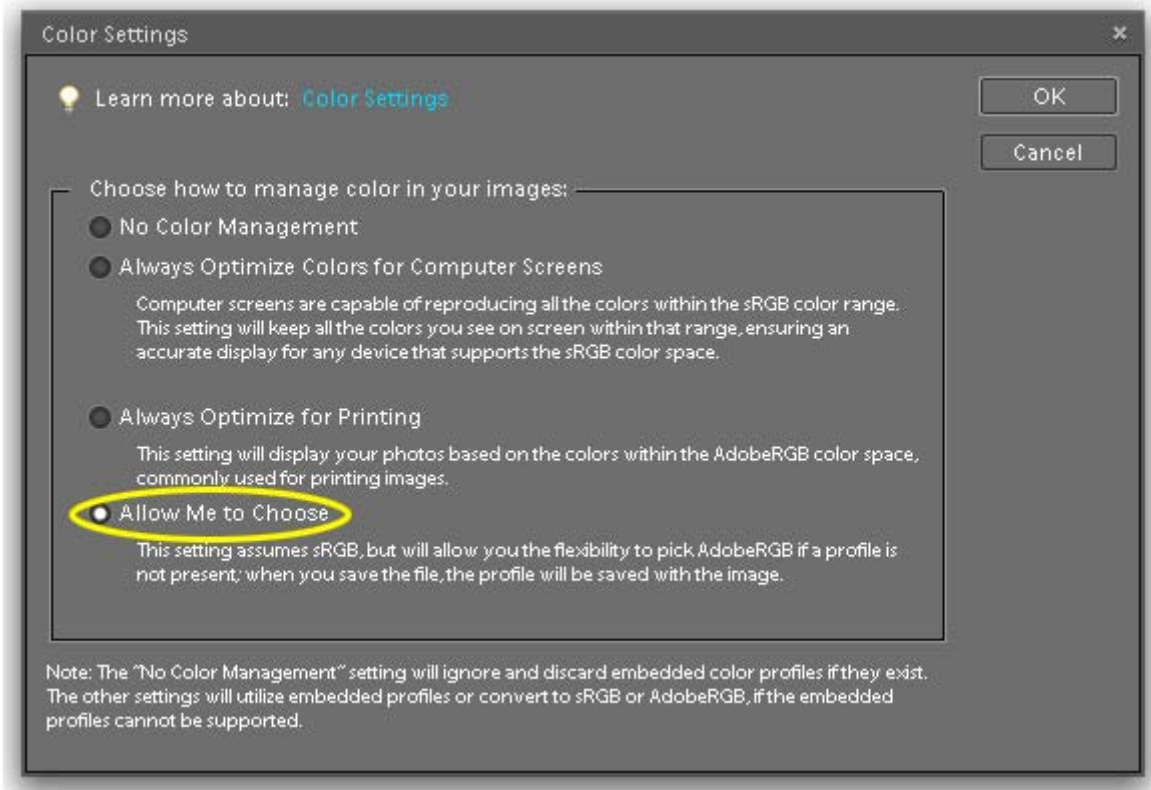 Color Settings
Learn more about: Color Settings
OK
Cancel
Choose how to manage color in your images:
No Color Management
Always Optimize Colors for Computer Screens
Computer screens are capable of reproducing all the colors within the sRGB color range.
This setting will keep all the colors you see on screen within that range, ensuring an
accurate display for any device that supports the sRGB color space.
Always Optimize for Printing
This setting will display your photos based on the colors within the AdobeRGB color space,
commonly used for printing images.
Allow Me to Choose
This setting assumes sRGB, but will allow you the flexibility to pick AdobeRGB if a profile is
not present; when you save the file, the profile will be saved with the image.
Note: The "No Color Management" setting will ignore and discard embedded color profiles if they exist.
The other settings will utilize embedded profiles or convert to sRGB or AdobeRGB, if the embedded
profiles cannot be supported.